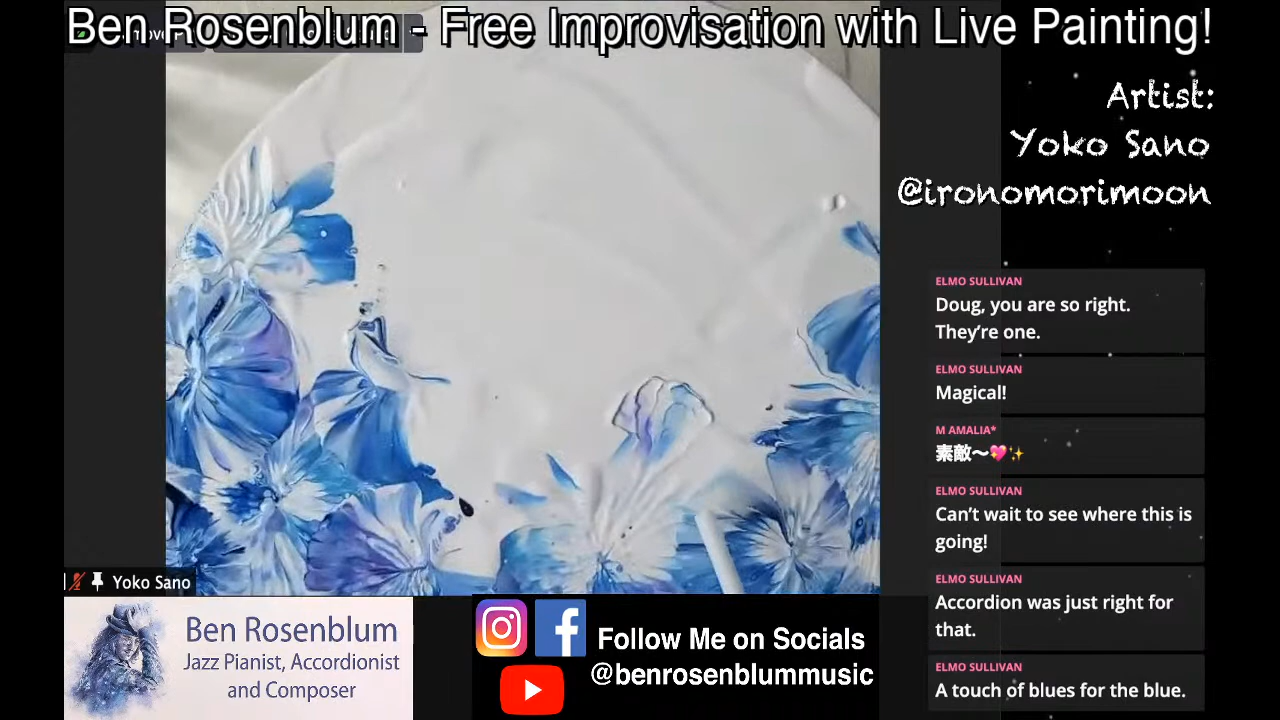 Ben Rosenblum - Free Improvisation with Live Painting!
Artist:
Yoko Sano
@ironomorimoon
ELMO SULLIVAN
Doug, you are so right.
They’re one.
ELMO SULLIVAN
Magical!
M AMALIA*
素敵〜💖✨
ELMO SULLIVAN
Can’t wait to see where this is
going!
ELMO SULLIVAN
Accordion was just right for
that.
ELMO SULLIVAN
A touch of blues for the blue.
Yoko Sano
Ben Rosenblum
Jazz Pianist, Accordionist
and Composer
Follow Me on Socials
@benrosenblummusic